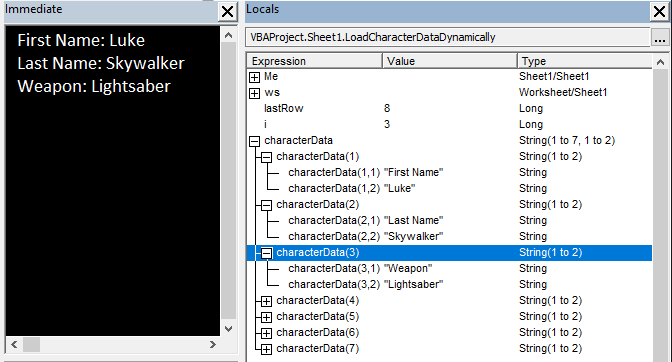 Immediate
First Name: Luke
Last Name: Skywalker
Weapon: Lightsaber
Locals
VBAProject.Sheet1.LoadCharacterDataDynamically ...
Expression Value Type
Me Sheet1/Sheet1
ws Worksheet/Sheet1
lastRow 8 Long
i 3 Long
characterData String(1 to 7, 1 to 2)
characterData(1) String(1 to 2)
characterData(1,1) "First Name" String
characterData(1,2) "Luke" String
characterData(2) String(1 to 2)
characterData(2,1) "Last Name" String
characterData(2,2) "Skywalker" String
characterData(3) String(1 to 2)
characterData(3,1) "Weapon" String
characterData(3,2) "Lightsaber" String
characterData(4) String(1 to 2)
characterData(5) String(1 to 2)
characterData(6) String(1 to 2)
characterData(7) String(1 to 2)